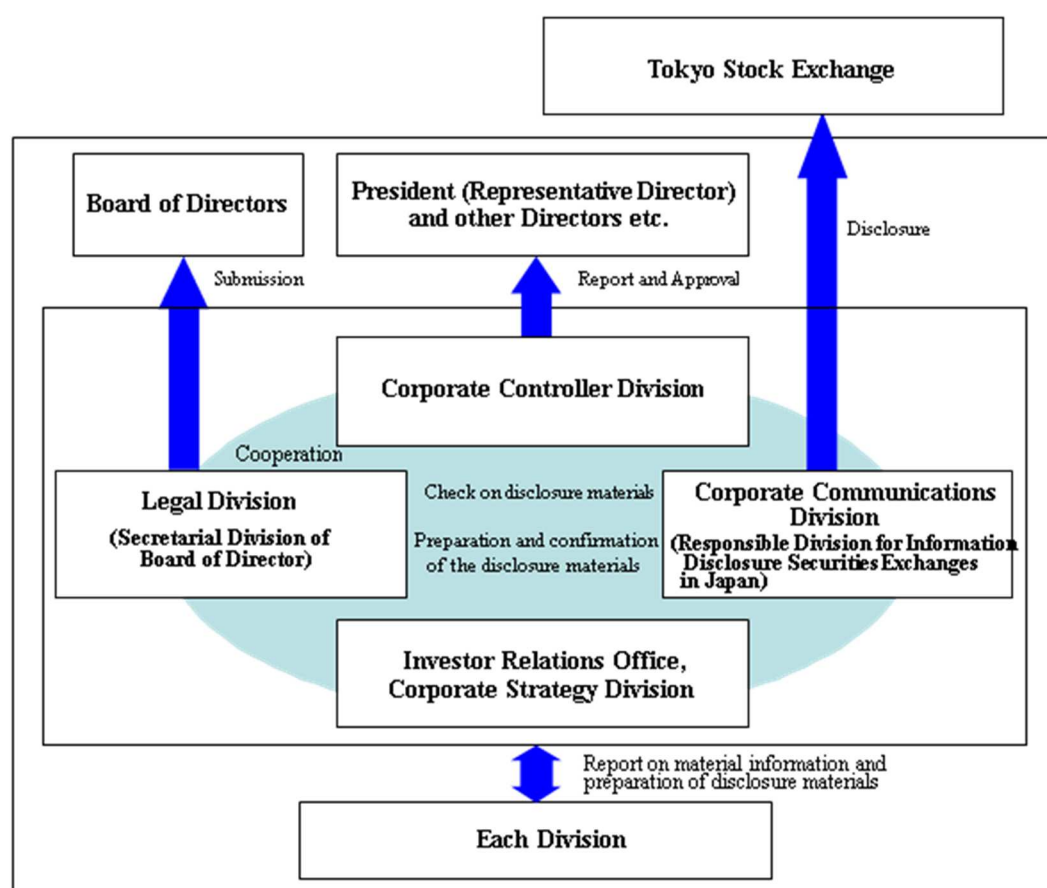 Tokyo Stock Exchange
Board of Directors
President (Representative Director)
and other Directors etc.
Disclosure
Submission
Report and Approval
Corporate Controller Division
Cooperation
Legal Division
(Secretarial Division of
Board of Director)
Check on disclosure materials
Preparation and confirmation
of the disclosure materials
Corporate Communications
Division
(Responsible Division for Information
Disclosure Securities Exchanges
in Japan)
Investor Relations Office,
Corporate Strategy Division
Report on material information and
preparation of disclosure materials
Each Division